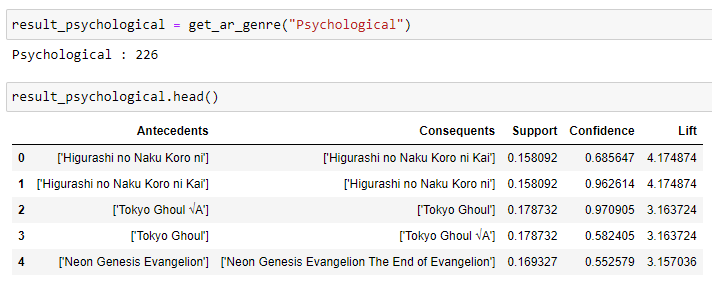 result_psychological = get_ar_genre("Psychological")
Psychological : 226
result_psychological.head()
Antecedents Consequents Support Confidence Lift
0 ['Higurashi no Naku Koro ni'] ['Higurashi no Naku Koro ni Kai'] 0.158092 0.685647 4.174874
1 ['Higurashi no Naku Koro ni Kai'] ['Higurashi no Naku Koro ni'] 0.158092 0.962614 4.174874
2 ['Tokyo Ghoul √A'] ['Tokyo Ghoul'] 0.178732 0.970905 3.163724
3 ['Tokyo Ghoul'] ['Tokyo Ghoul √A'] 0.178732 0.582405 3.163724
4 ['Neon Genesis Evangelion'] ['Neon Genesis Evangelion The End of Evangelion'] 0.169327 0.552579 3.157036